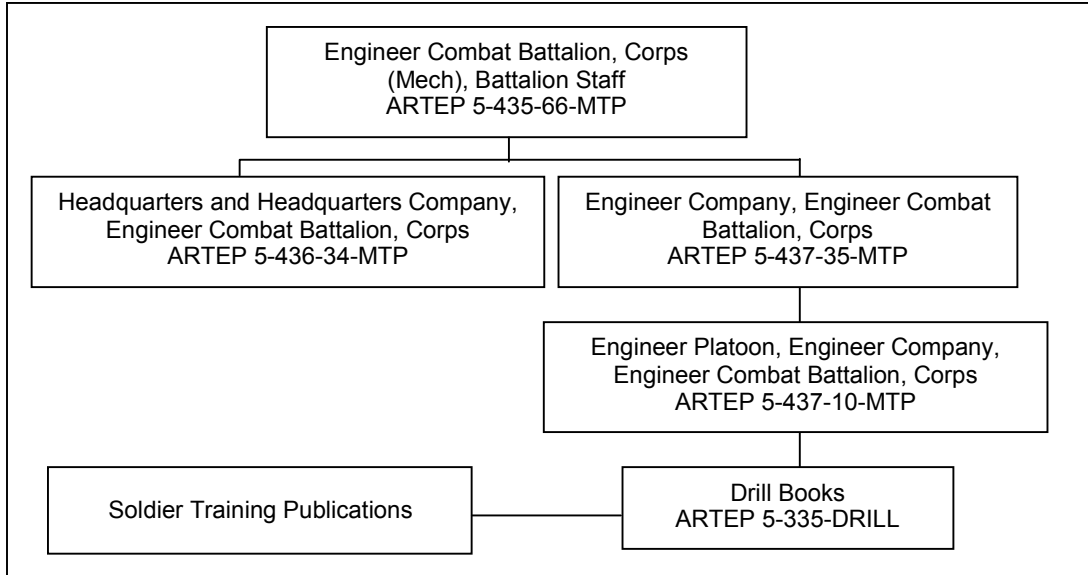 Engineer Combat Battalion, Corps
(Mech), Battalion Staff
ARTEP 5-435-66-MTP
Headquarters and Headquarters Company,
Engineer Combat Battalion, Corps
ARTEP 5-436-34-MTP
Engineer Company, Engineer Combat
Battalion, Corps
ARTEP 5-437-35-MTP
Engineer Platoon, Engineer Company,
Engineer Combat Battalion, Corps
ARTEP 5-437-10-MTP
Soldier Training Publications
Drill Books
ARTEP 5-335-DRILL